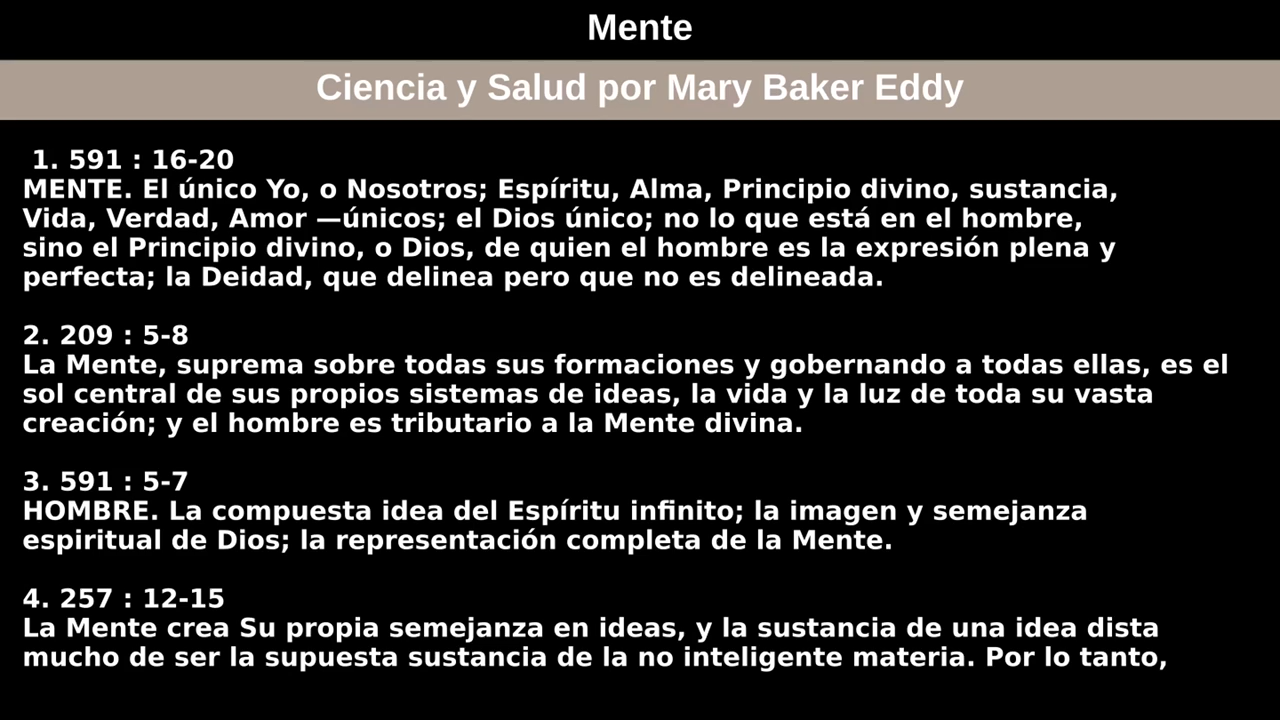 Mente
Ciencia y Salud por Mary Baker Eddy
1. 591 : 16-20
MENTE. El único Yo, o Nosotros; Espíritu, Alma, Principio divino, sustancia,
Vida, Verdad, Amor —únicos; el Dios único; no lo que está en el hombre,
sino el Principio divino, o Dios, de quien el hombre es la expresión plena y
perfecta; la Deidad, que delinea pero que no es delineada.
2. 209 : 5-8
La Mente, suprema sobre todas sus formaciones y gobernando a todas ellas, es el
sol central de sus propios sistemas de ideas, la vida y la luz de toda su vasta
creación; y el hombre es tributario a la Mente divina.
3. 591 : 5-7
HOMBRE. La compuesta idea del Espíritu infinito; la imagen y semejanza
espiritual de Dios; la representación completa de la Mente.
4. 257 : 12-15
La Mente crea Su propia semejanza en ideas, y la sustancia de una idea dista
mucho de ser la supuesta sustancia de la no inteligente materia. Por lo tanto,